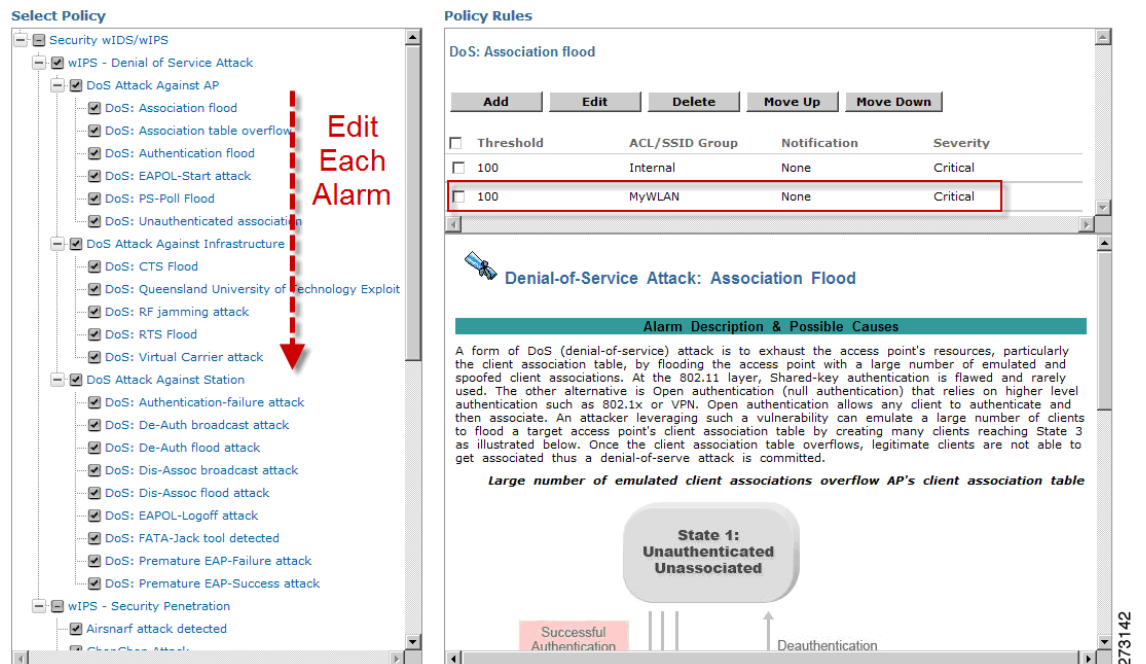 Select Policy
Security wIDS/wIPS
wIPS - Denial of Service Attack
DoS Attack Against AP
DoS: Association flood
DoS: Association table overflow
DoS: Authentication flood
DoS: EAPOL-Start attack
DoS: PS-Poll Flood
DoS: Unauthenticated association
DoS Attack Against Infrastructure
DoS: CTS Flood
DoS: Queensland University of Technology Exploit
DoS: RF jamming attack
DoS: RTS Flood
DoS: Virtual Carrier attack
DoS Attack Against Station
DoS: Authentication-failure attack
DoS: De-Auth broadcast attack
DoS: De-Auth flood attack
DoS: Dis-Assoc broadcast attack
DoS: Dis-Assoc flood attack
DoS: EAPOL-Logoff attack
DoS: FATA-Jack tool detected
DoS: Premature EAP-Failure attack
DoS: Premature EAP-Success attack
wIPS - Security Penetration
Airsnarf attack detected
ChopChop Attack
Edit
Each
Alarm
Policy Rules
DoS: Association flood
Add Edit Delete Move Up Move Down
Threshold ACL/SSID Group Notification Severity
100 Internal None Critical
100 MyWLAN None Critical
Denial-of-Service Attack: Association Flood
Alarm Description & Possible Causes
A form of DoS (denial-of-service) attack is to exhaust the access point's resources, particularly
the client association table, by flooding the access point with a large number of emulated and
spoofed client associations. At the 802.11 layer, Shared-key authentication is flawed and rarely
used. The other alternative is Open authentication (null authentication) that relies on higher level
authentication such as 802.1x or VPN. Open authentication allows any client to authenticate and
then associate. An attacker leveraging such a vulnerability can emulate a large number of clients
to flood a target access point's client association table by creating many clients reaching State 3
as illustrated below. Once the client association table overflows, legitimate clients are not able to
get associated thus a denial-of-serve attack is committed.
Large number of emulated client associations overflow AP's client association table
State 1:
Unauthenticated
Unassociated
Successful
Authentication
Deauthentication
273142